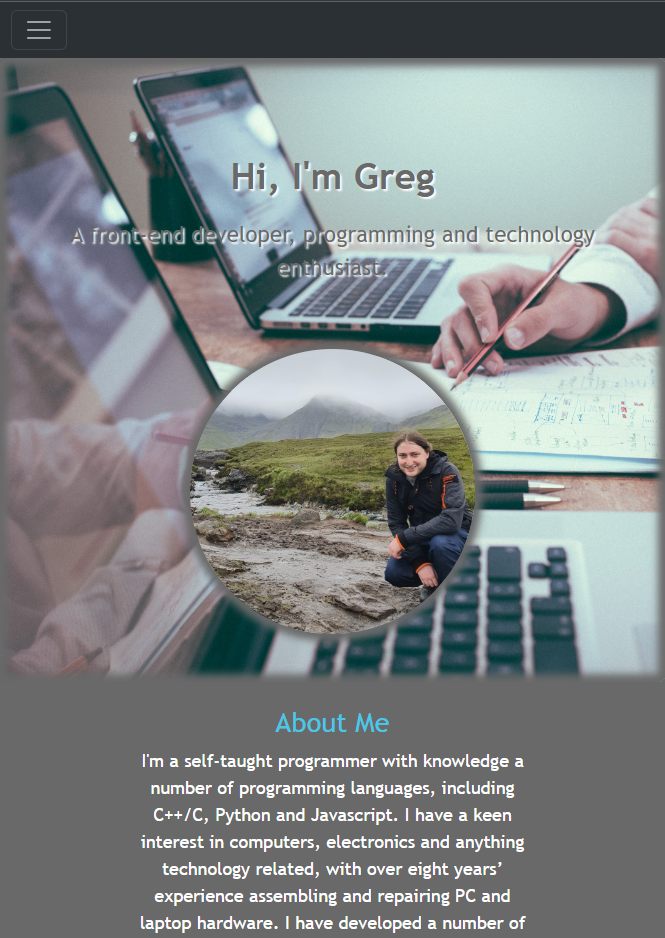 Hi, I'm Greg
A front-end developer, programming and technology
enthusiast.
About Me
I'm a self-taught programmer with knowledge a
number of programming languages, including
C++/C, Python and Javascript. I have a keen
interest in computers, electronics and anything
technology related, with over eight years’
experience assembling and repairing PC and
laptop hardware. I have developed a number of